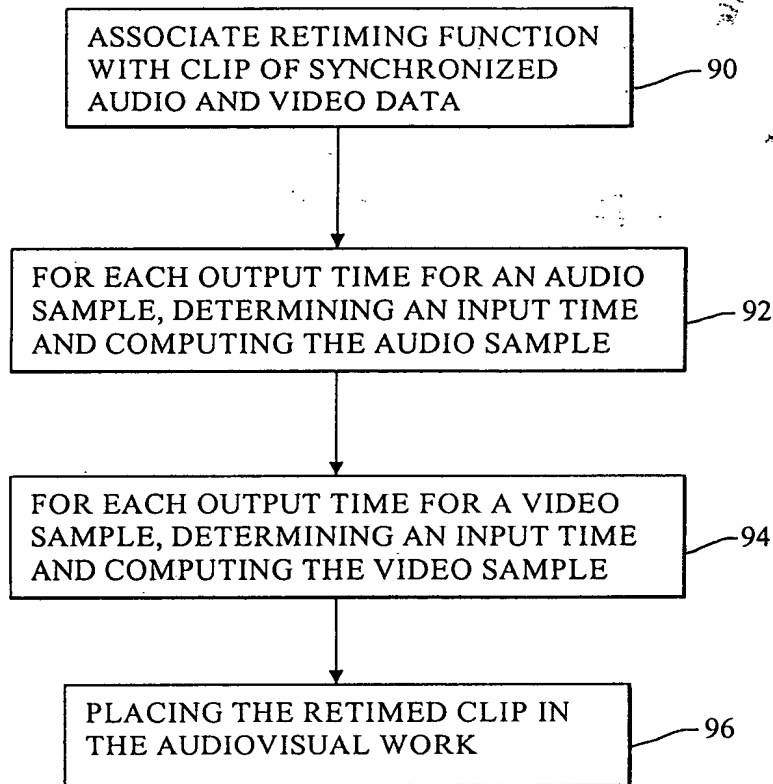 ASSOCIATE RETIMING FUNCTION
WITH CLIP OF SYNCHRONIZED
AUDIO AND VIDEO DATA
90
FOR EACH OUTPUT TIME FOR AN AUDIO
SAMPLE, DETERMINING AN INPUT TIME
AND COMPUTING THE AUDIO SAMPLE
92
FOR EACH OUTPUT TIME FOR A VIDEO
SAMPLE, DETERMINING AN INPUT TIME
AND COMPUTING THE VIDEO SAMPLE
94
PLACING THE RETIMED CLIP IN
THE AUDIOVISUAL WORK
96